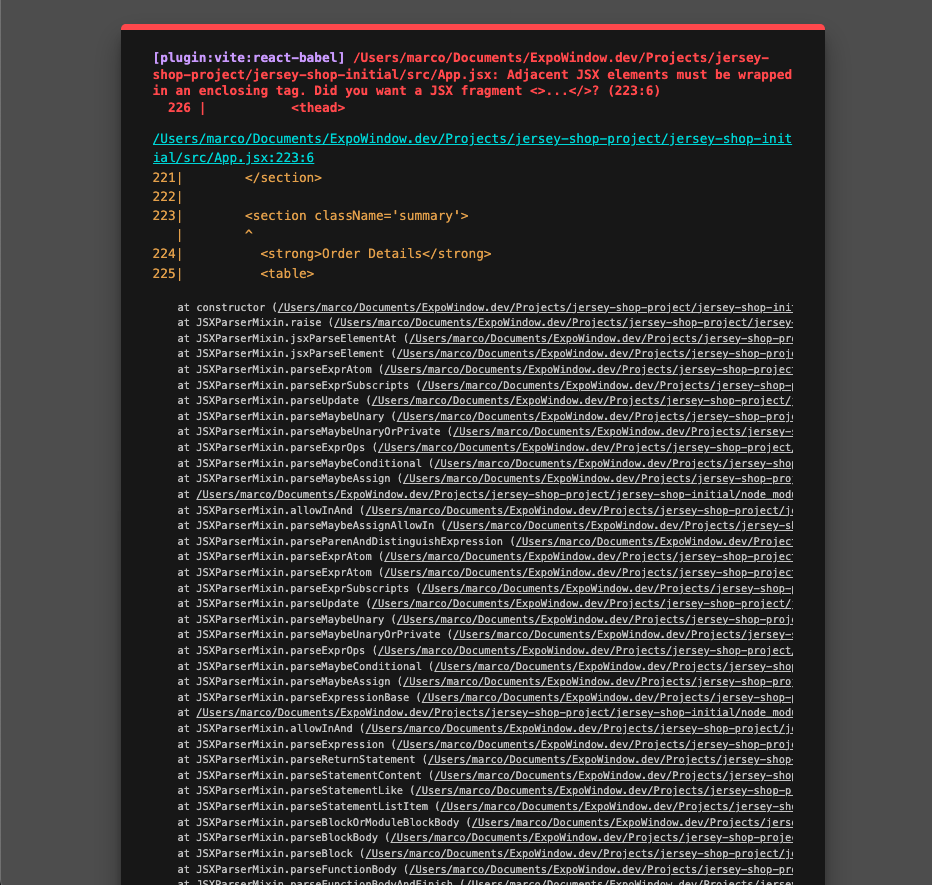 [plugin:vite:react-babel] /Users/marco/Documents/ExpoWindow.dev/Projects/jersey-
shop-project/jersey-shop-initial/src/App.jsx: Adjacent JSX elements must be wrapped
in an enclosing tag. Did you want a JSX fragment <>...</>? (223:6)
226 |           <thead>
/Users/marco/Documents/ExpoWindow.dev/Projects/jersey-shop-project/jersey-shop-init
ial/src/App.jsx:223:6
221|        </section>
222|
223|        <section className='summary'>
   |        ^
224|          <strong>Order Details</strong>
225|          <table>
at constructor (/Users/marco/Documents/ExpoWindow.dev/Projects/jersey-shop-project/jersey-shop-ini
at JSXParserMixin.raise (/Users/marco/Documents/ExpoWindow.dev/Projects/jersey-shop-project/jersey-
at JSXParserMixin.jsxParseElementAt (/Users/marco/Documents/ExpoWindow.dev/Projects/jersey-shop-pr
at JSXParserMixin.jsxParseElement (/Users/marco/Documents/ExpoWindow.dev/Projects/jersey-shop-proj
at JSXParserMixin.parseExprAtom (/Users/marco/Documents/ExpoWindow.dev/Projects/jersey-shop-project
at JSXParserMixin.parseExprSubscripts (/Users/marco/Documents/ExpoWindow.dev/Projects/jersey-shop-
at JSXParserMixin.parseUpdate (/Users/marco/Documents/ExpoWindow.dev/Projects/jersey-shop-project/
at JSXParserMixin.parseMaybeUnary (/Users/marco/Documents/ExpoWindow.dev/Projects/jersey-shop-proj
at JSXParserMixin.parseMaybeUnaryOrPrivate (/Users/marco/Documents/ExpoWindow.dev/Projects/jersey-
at JSXParserMixin.parseExprOps (/Users/marco/Documents/ExpoWindow.dev/Projects/jersey-shop-project/
at JSXParserMixin.parseMaybeConditional (/Users/marco/Documents/ExpoWindow.dev/Projects/jersey-shop
at JSXParserMixin.parseMaybeAssign (/Users/marco/Documents/ExpoWindow.dev/Projects/jersey-shop-pro
at /Users/marco/Documents/ExpoWindow.dev/Projects/jersey-shop-project/jersey-shop-initial/node_modu
at JSXParserMixin.allowInAnd (/Users/marco/Documents/ExpoWindow.dev/Projects/jersey-shop-project/je
at JSXParserMixin.parseMaybeAssignAllowIn (/Users/marco/Documents/ExpoWindow.dev/Projects/jersey-sh
at JSXParserMixin.parseParenAndDistinguishExpression (/Users/marco/Documents/ExpoWindow.dev/Project
at JSXParserMixin.parseExprAtom (/Users/marco/Documents/ExpoWindow.dev/Projects/jersey-shop-project
at JSXParserMixin.parseExprAtom (/Users/marco/Documents/ExpoWindow.dev/Projects/jersey-shop-project
at JSXParserMixin.parseExprSubscripts (/Users/marco/Documents/ExpoWindow.dev/Projects/jersey-shop-
at JSXParserMixin.parseUpdate (/Users/marco/Documents/ExpoWindow.dev/Projects/jersey-shop-project/
at JSXParserMixin.parseMaybeUnary (/Users/marco/Documents/ExpoWindow.dev/Projects/jersey-shop-proj
at JSXParserMixin.parseMaybeUnaryOrPrivate (/Users/marco/Documents/ExpoWindow.dev/Projects/jersey-
at JSXParserMixin.parseExprOps (/Users/marco/Documents/ExpoWindow.dev/Projects/jersey-shop-project/
at JSXParserMixin.parseMaybeConditional (/Users/marco/Documents/ExpoWindow.dev/Projects/jersey-shop
at JSXParserMixin.parseMaybeAssign (/Users/marco/Documents/ExpoWindow.dev/Projects/jersey-shop-pro
at JSXParserMixin.parseExpressionBase (/Users/marco/Documents/ExpoWindow.dev/Projects/jersey-shop-
at /Users/marco/Documents/ExpoWindow.dev/Projects/jersey-shop-project/jersey-shop-initial/node_modu
at JSXParserMixin.allowInAnd (/Users/marco/Documents/ExpoWindow.dev/Projects/jersey-shop-project/je
at JSXParserMixin.parseExpression (/Users/marco/Documents/ExpoWindow.dev/Projects/jersey-shop-proj
at JSXParserMixin.parseReturnStatement (/Users/marco/Documents/ExpoWindow.dev/Projects/jersey-shop-
at JSXParserMixin.parseStatementContent (/Users/marco/Documents/ExpoWindow.dev/Projects/jersey-shop
at JSXParserMixin.parseStatementLike (/Users/marco/Documents/ExpoWindow.dev/Projects/jersey-shop-p
at JSXParserMixin.parseStatementListItem (/Users/marco/Documents/ExpoWindow.dev/Projects/jersey-sho
at JSXParserMixin.parseBlockOrModuleBlockBody (/Users/marco/Documents/ExpoWindow.dev/Projects/jerse
at JSXParserMixin.parseBlockBody (/Users/marco/Documents/ExpoWindow.dev/Projects/jersey-shop-projec
at JSXParserMixin.parseBlock (/Users/marco/Documents/ExpoWindow.dev/Projects/jersey-shop-project/je
at JSXParserMixin.parseFunctionBody (/Users/marco/Documents/ExpoWindow.dev/Projects/jersey-shop-pr
at JSXParserMixin.parseFunctionBodyAndFinish (/Users/marco/Documents/ExpoWindow.dev/Projects/jersey